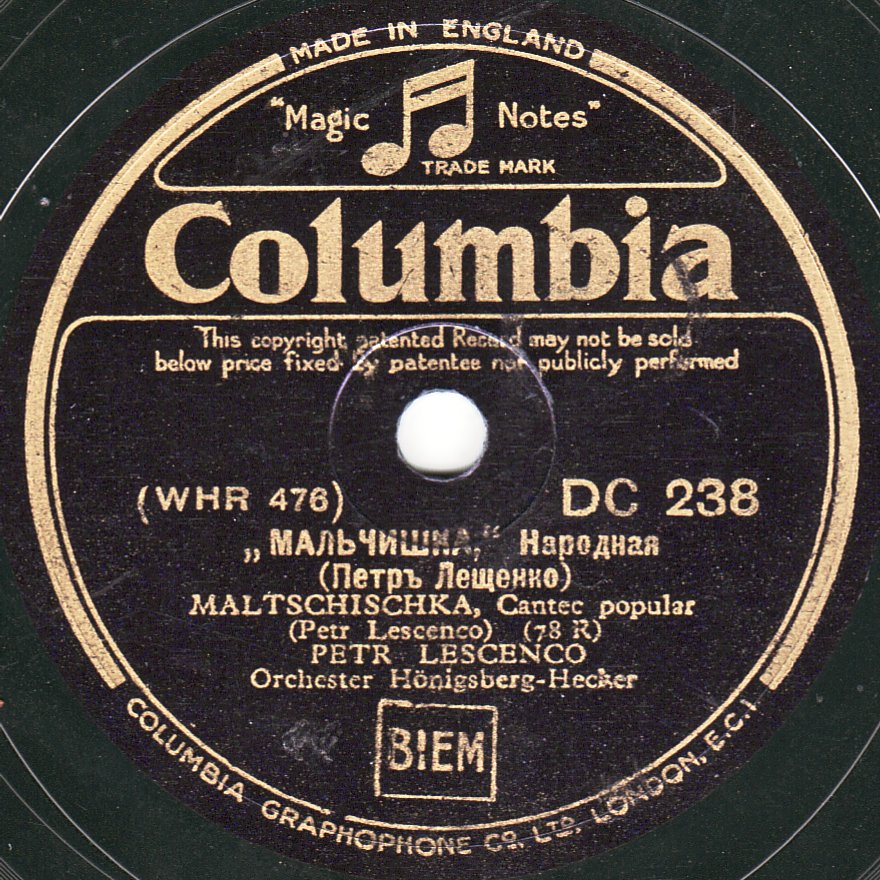 MADE IN ENGLAND
"Magic Notes"
TRADE MARK
Columbia
This copyright patented Record may not be sold
below price fixed by patentee nor publicly performed
(WHR 476) DC 238
„МАЛЬЧИШКА,“ Народная
(Петръ Лещенко)
MALTSCHISCHKA, Cantec popular
(Petr Lescenco) (78 R)
PETR LESCENCO
Orchester Hönigsberg-Hecker
BIEM
COLUMBIA GRAPHOPHONE CO. LTD. LONDON, E.C.1